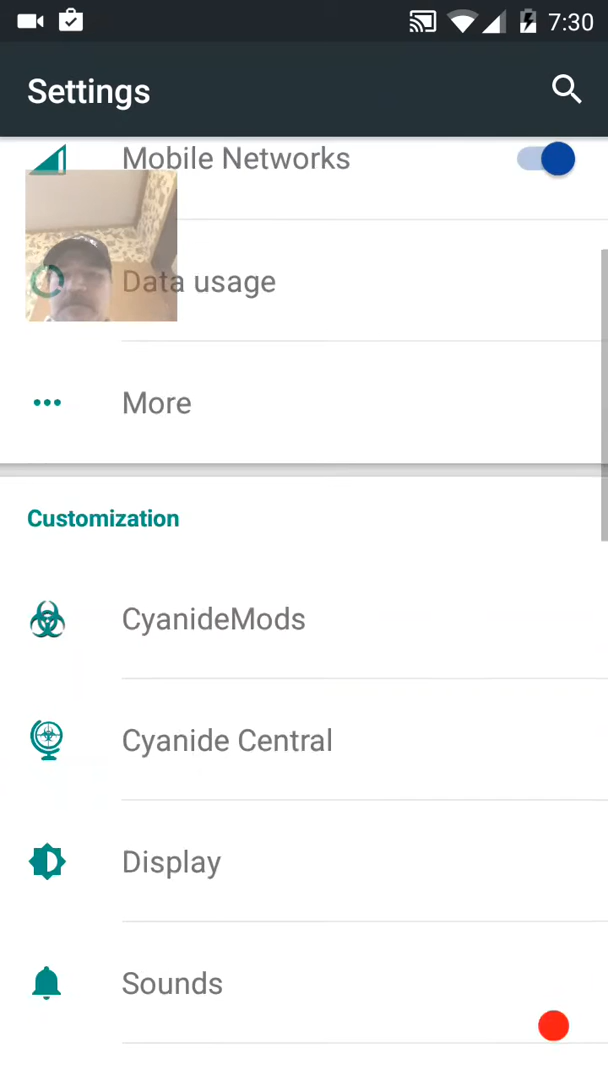 7:30
Settings
Mobile Networks
Data usage
More
Customization
CyanideMods
Cyanide Central
Display
Sounds